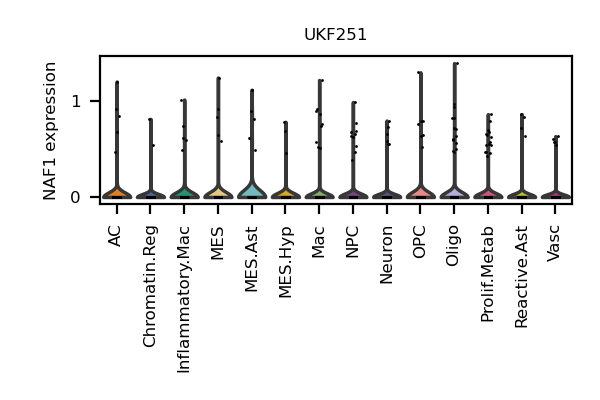 UKF251
NAF1 expression
1
0
AC
Chromatin.Reg
Inflammatory.Mac
MES
MES.Ast
MES.Hyp
Mac
NPC
Neuron
OPC
Oligo
Prolif.Metab
Reactive.Ast
Vasc